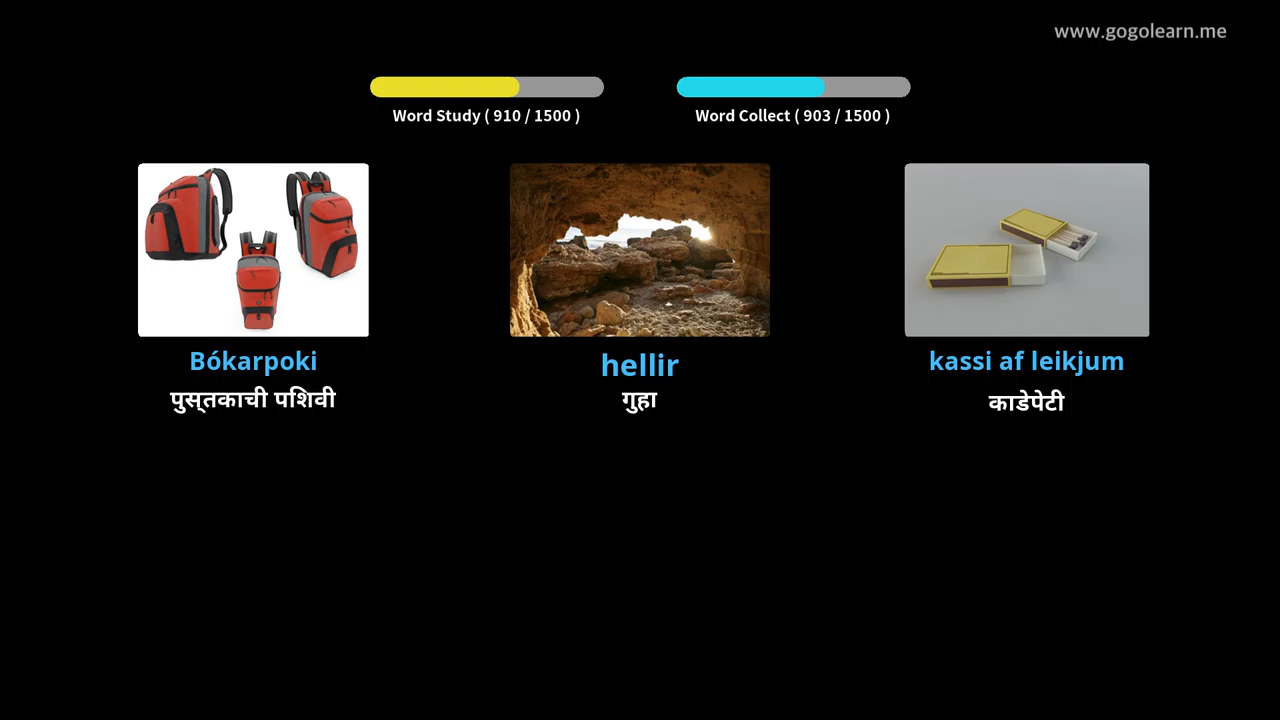 www.gogolearn.me
Word Study ( 910 / 1500 )
Word Collect ( 903 / 1500 )
Bókarpoki
पुस्तकाची पशिवी
hellir
गुहा
kassi af leikjum
काडेपेटी